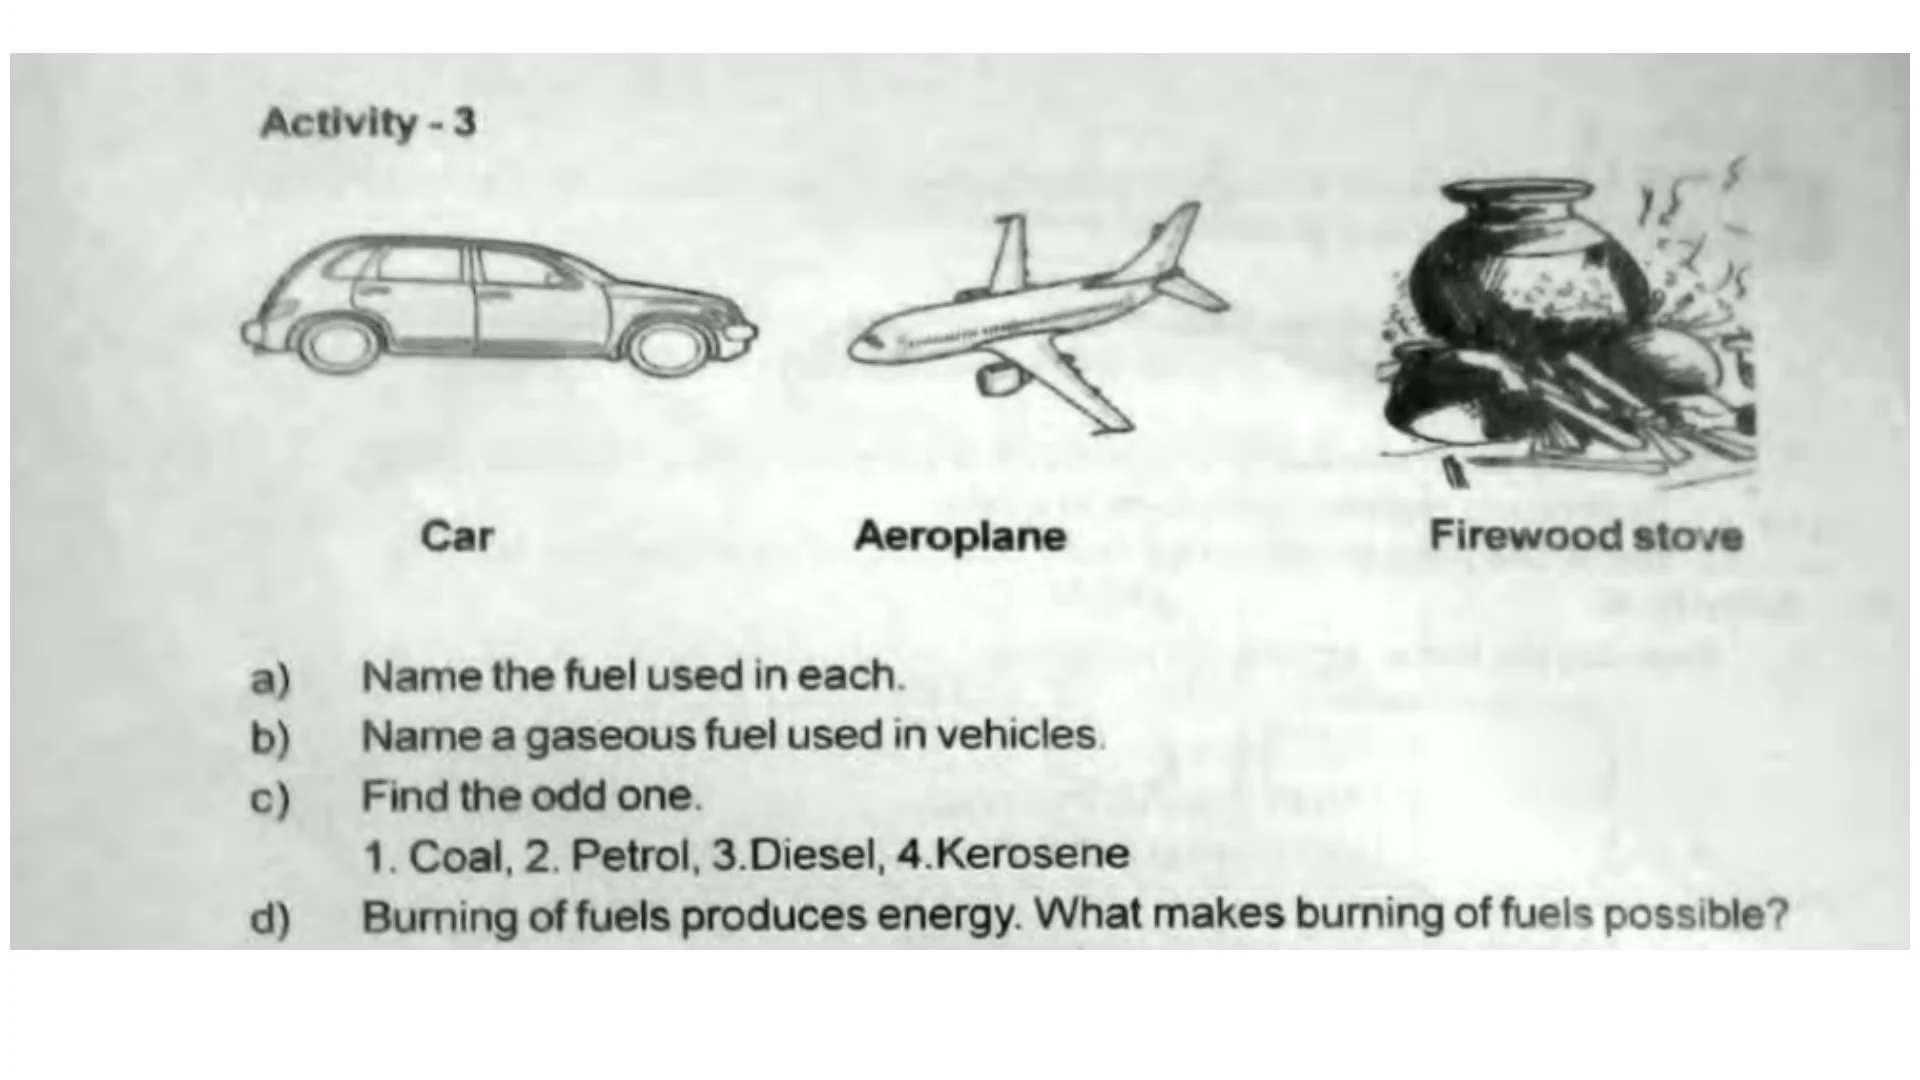 Activity - 3
Car Aeroplane Firewood stove
a) Name the fuel used in each.
b) Name a gaseous fuel used in vehicles.
c) Find the odd one.
1. Coal, 2. Petrol, 3.Diesel, 4.Kerosene
d) Burning of fuels produces energy. What makes burning of fuels possible?